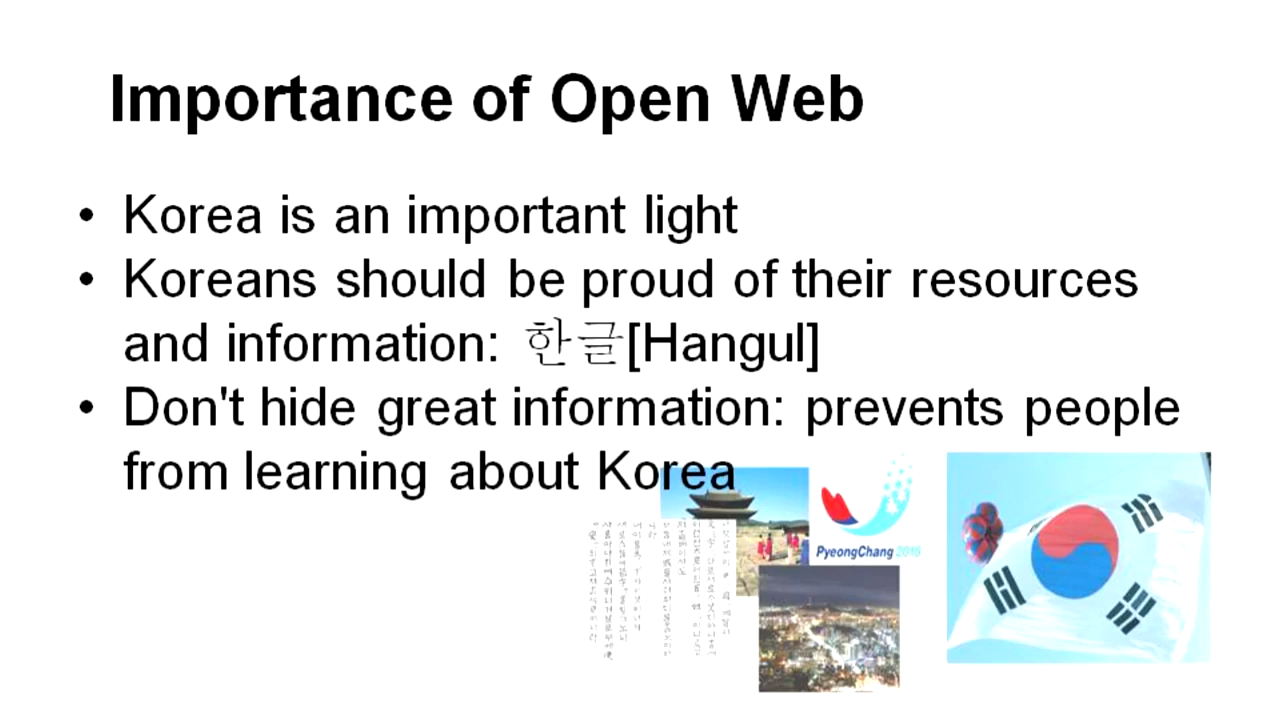 Importance of Open Web
• Korea is an important light
• Koreans should be proud of their resources
and information: 한글[Hangul]
• Don't hide great information: prevents people
from learning about Korea
PyeongChang